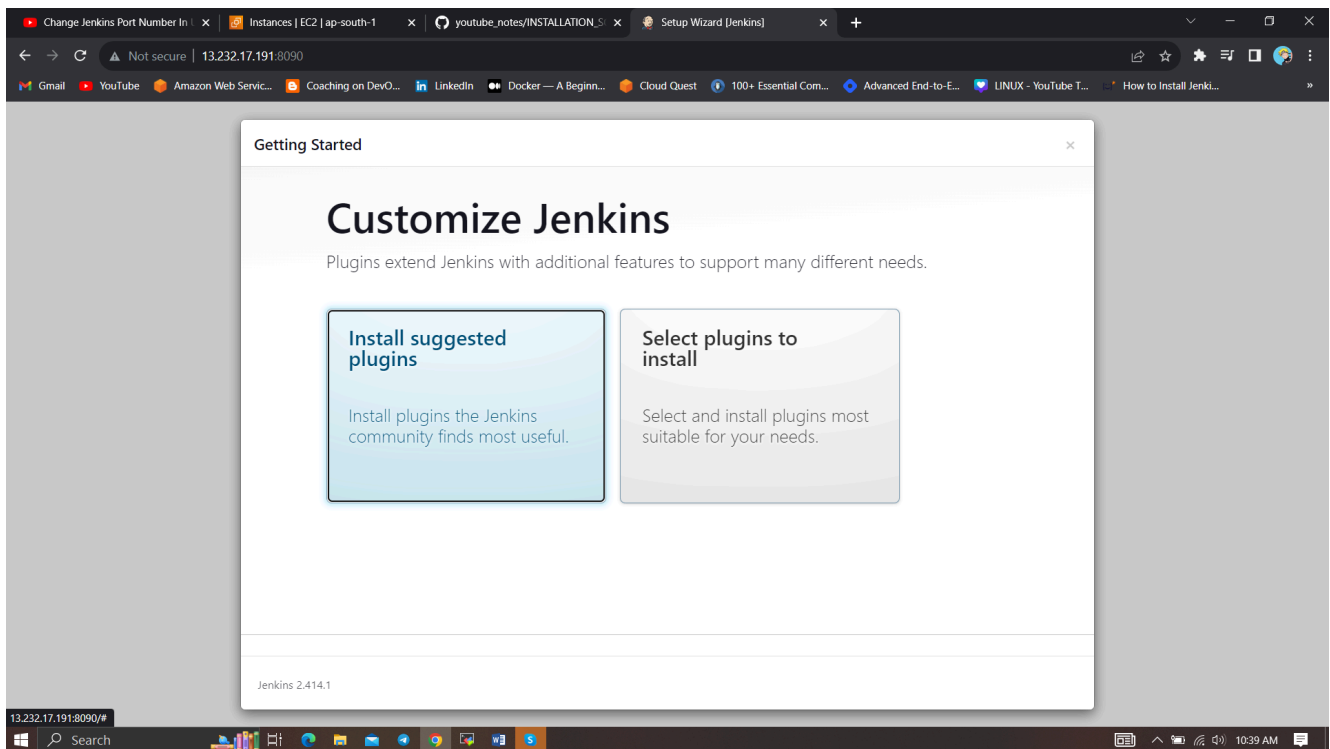 Change Jenkins Port Number In U
Instances | EC2 | ap-south-1
youtube_notes/INSTALLATION_S
Setup Wizard [Jenkins]
Not secure | 13.232.17.191:8090
Gmail
YouTube
Amazon Web Servic...
Coaching on DevO...
LinkedIn
Docker — A Beginn...
Cloud Quest
100+ Essential Com...
Advanced End-to-E...
LINUX - YouTube T...
How to Install Jenki...
»
Getting Started
×
Customize Jenkins
Plugins extend Jenkins with additional features to support many different needs.
Install suggested
plugins
Install plugins the Jenkins
community finds most useful.
Select plugins to
install
Select and install plugins most
suitable for your needs.
Jenkins 2.414.1
13.232.17.191:8090/#
Search
10:39 AM